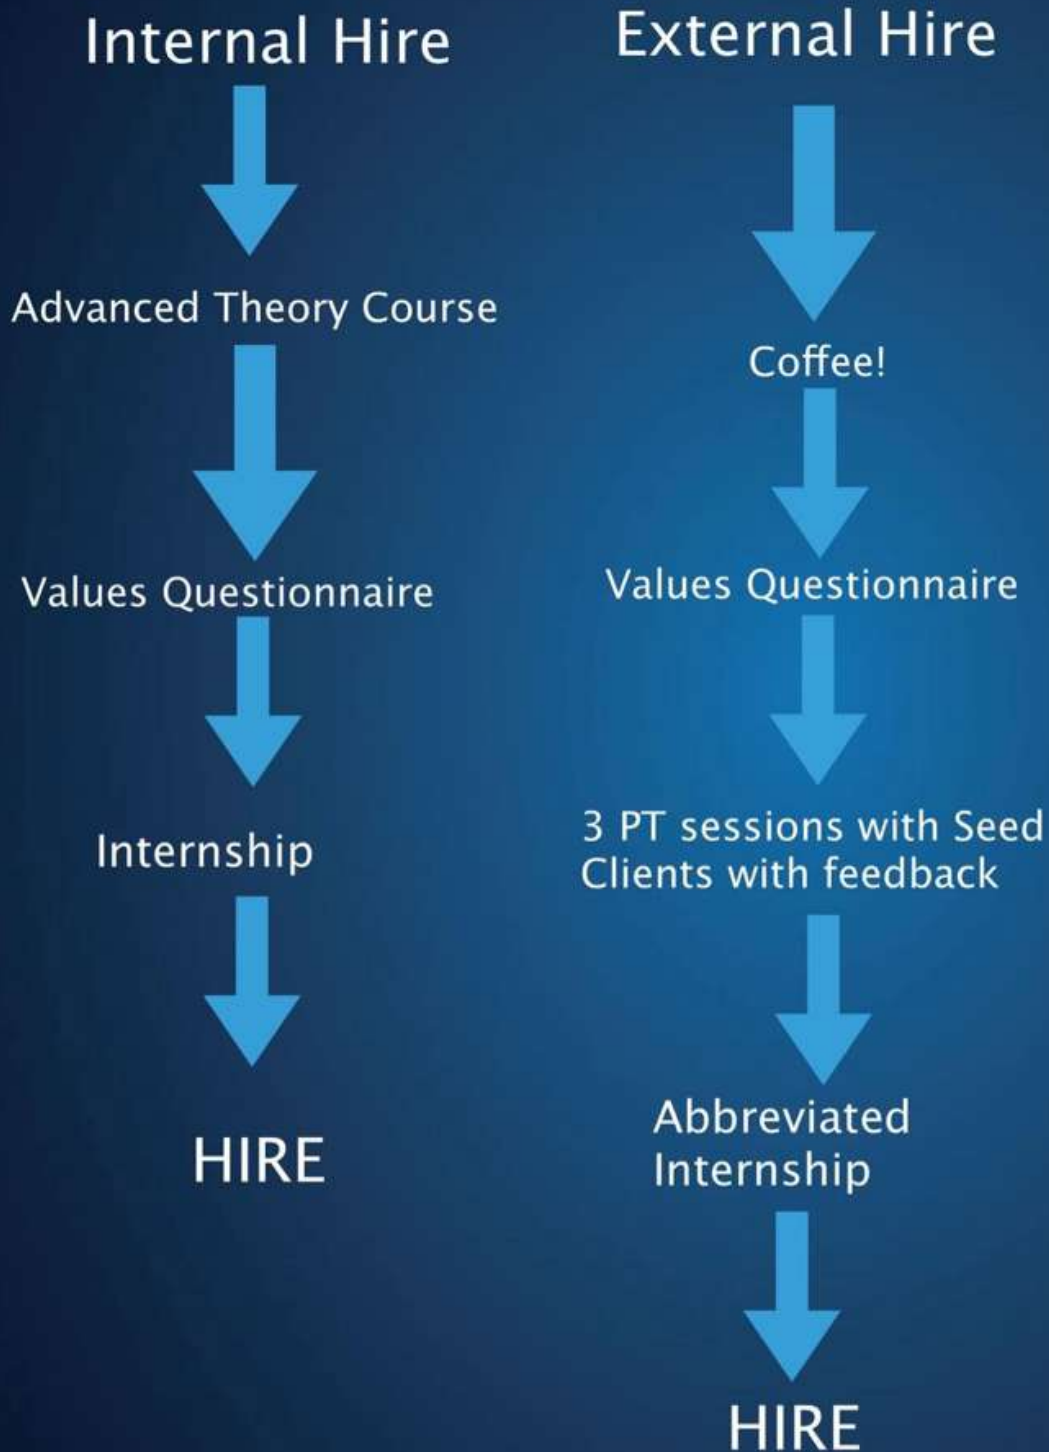 Internal Hire
Advanced Theory Course
Values Questionnaire
Internship
HIRE
External Hire
Coffee!
Values Questionnaire
3 PT sessions with Seed
Clients with feedback
Abbreviated
Internship
HIRE